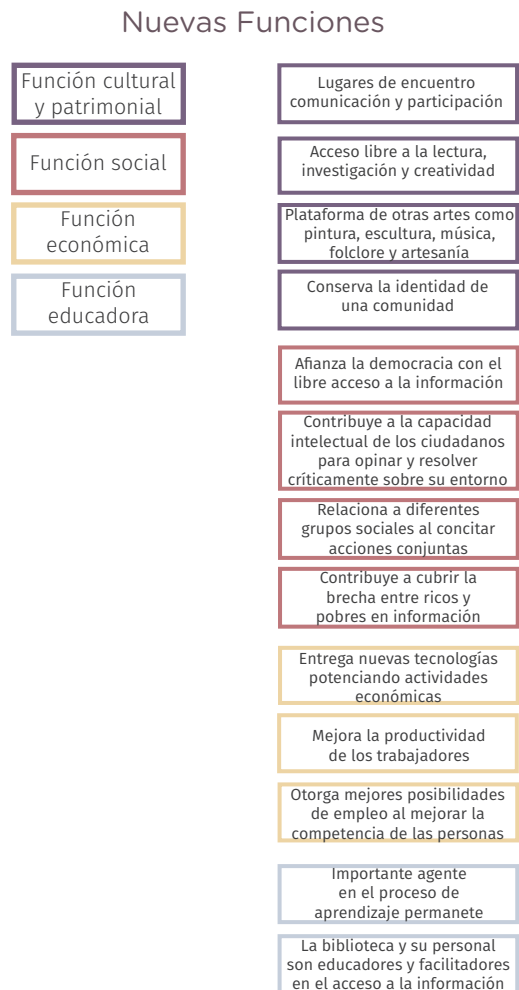 Nuevas Funciones
Función cultural
y patrimonial
Función social
Función
económica
Función
educadora
Lugares de encuentro
comunicación y participación
Acceso libre a la lectura,
investigación y creatividad
Plataforma de otras artes como
pintura, escultura, música,
folclore y artesanía
Conserva la identidad de
una comunidad
Afianza la democracia con el
libre acceso a la información
Contribuye a la capacidad
intelectual de los ciudadanos
para opinar y resolver
críticamente sobre su entorno
Relaciona a diferentes
grupos sociales al concitar
acciones conjuntas
Contribuye a cubrir la
brecha entre ricos y
pobres en información
Entrega nuevas tecnologías
potenciando actividades
económicas
Mejora la productividad
de los trabajadores
Otorga mejores posibilidades
de empleo al mejorar la
competencia de las personas
Importante agente
en el proceso de
aprendizaje permanete
La biblioteca y su personal
son educadores y facilitadores
en el acceso a la información